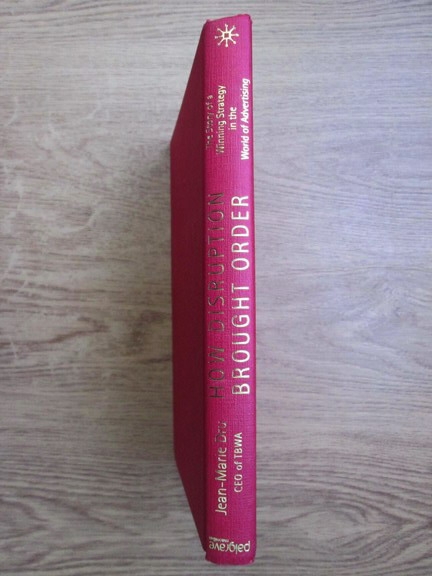 Jean-Marie Dru
CEO of TBWA
HOW DISRUPTION
BROUGHT ORDER
The Story of a
Winning Strategy
in the
World of Advertising
palgrave